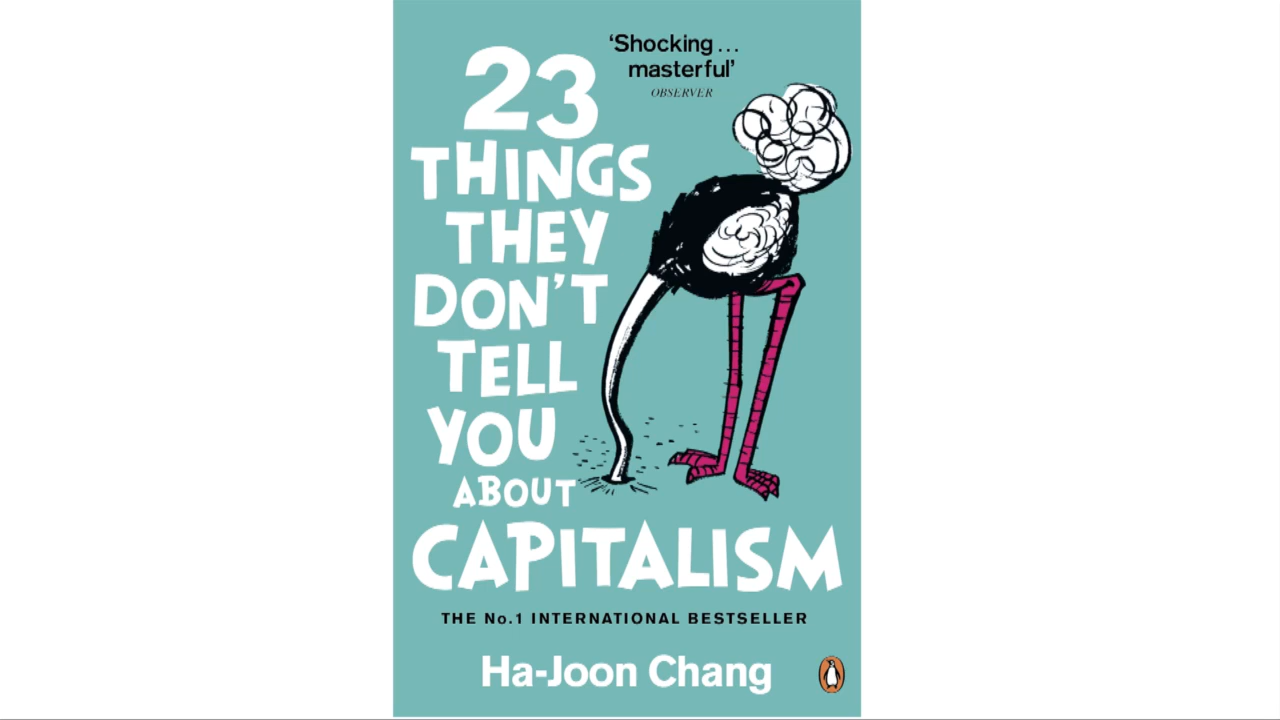 ‘Shocking...
masterful’
OBSERVER
23
THINGS
THEY
DON’T
TELL
YOU
ABOUT
CAPITALISM
THE No.1 INTERNATIONAL BESTSELLER
Ha-Joon Chang